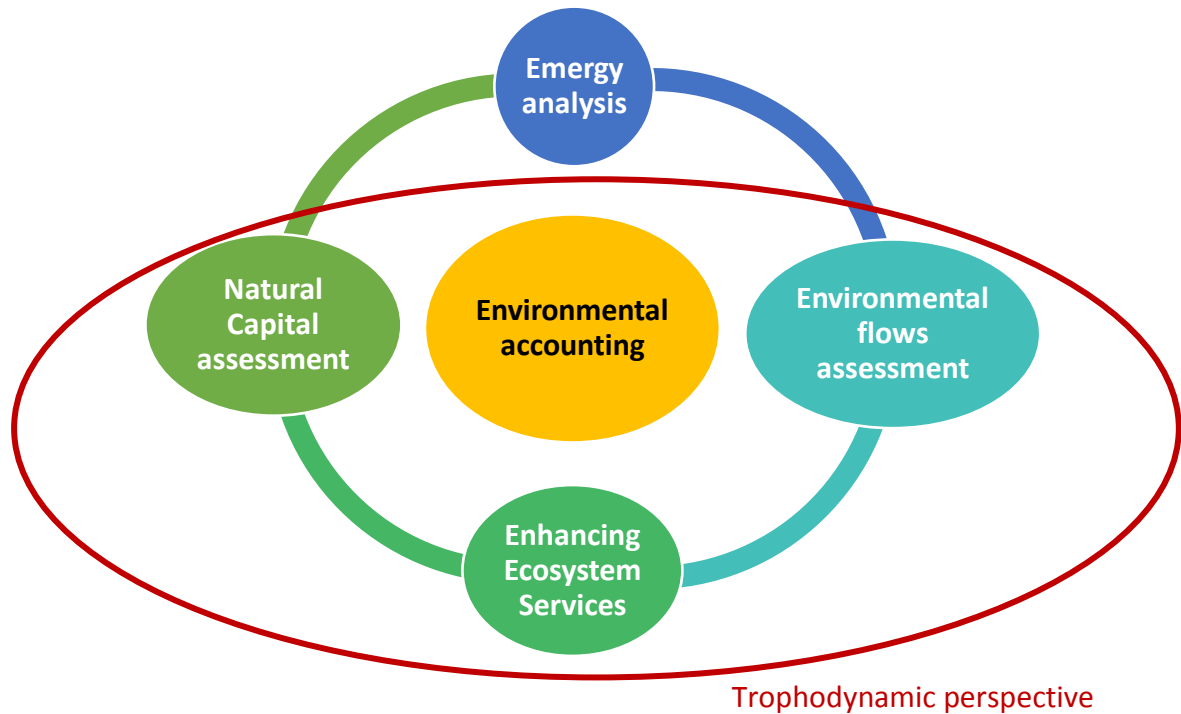 Emergy
analysis
Natural
Capital
assessment
Environmental
accounting
Environmental
flows
assessment
Enhancing
Ecosystem
Services
Trophodynamic perspective